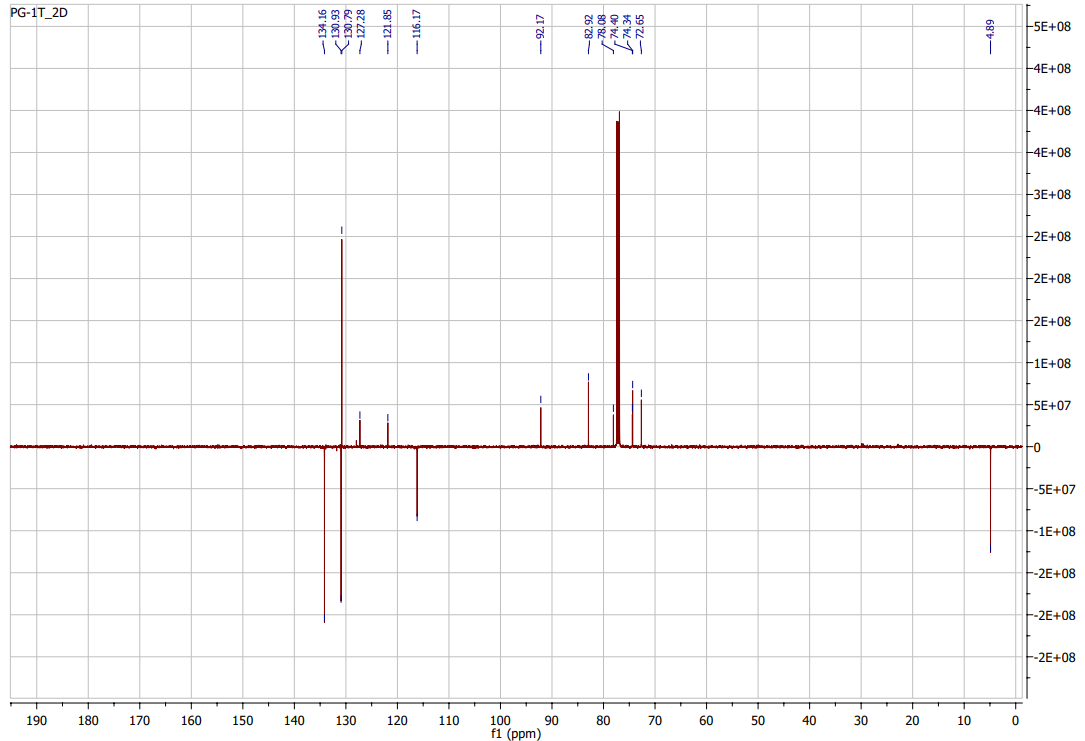 PG-1T_2D
134.16
130.93
130.79
127.28
121.85
116.17
92.17
82.92
78.08
74.40
74.34
72.65
4.89
5E+08
4E+08
4E+08
4E+08
3E+08
2E+08
2E+08
2E+08
1E+08
5E+07
0
-5E+07
-1E+08
-2E+08
-2E+08
-2E+08
190 180 170 160 150 140 130 120 110 100 90 80 70 60 50 40 30 20 10 0
f1 (ppm)